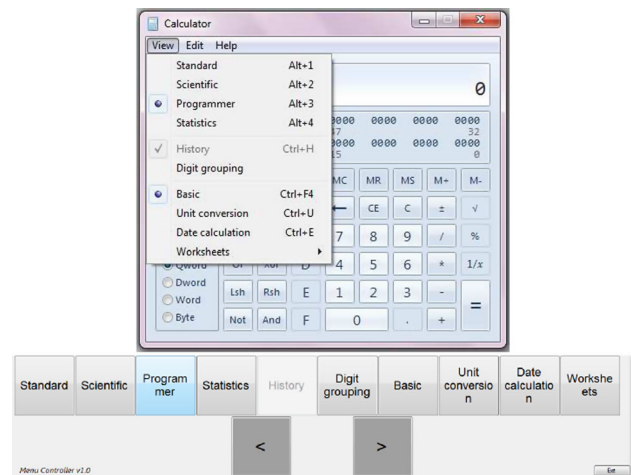 Calculator
View Edit Help
Standard Alt+1
Scientific Alt+2
Programmer Alt+3
Statistics Alt+4
History Ctrl+H
Digit grouping
Basic Ctrl+F4
Unit conversion Ctrl+U
Date calculation Ctrl+E
Worksheets
0
0000 0000 0000 0000
47 32
0000 0000 0000 0000
15 0
MC MR MS M+ M-
← CE C ± √
7 8 9 / %
Qword Or Xor D 4 5 6 * 1/x
Dword
Lsh Rsh E 1 2 3 - =
Word
Byte Not And F 0 . +
Standard Scientific Program Statistics History Digit Basic Unit Date Workshe
mer grouping conversio calculatio ets
n n
< >
Menu Controller v1.0 Exit